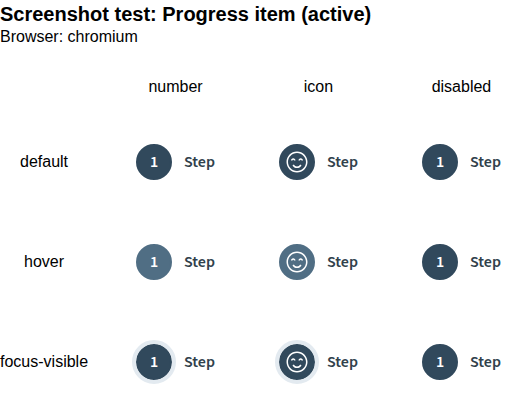 Screenshot test: Progress item (active)
Browser: chromium
number icon disabled
default 1 Step Step 1 Step
hover 1 Step Step 1 Step
focus-visible 1 Step Step 1 Step